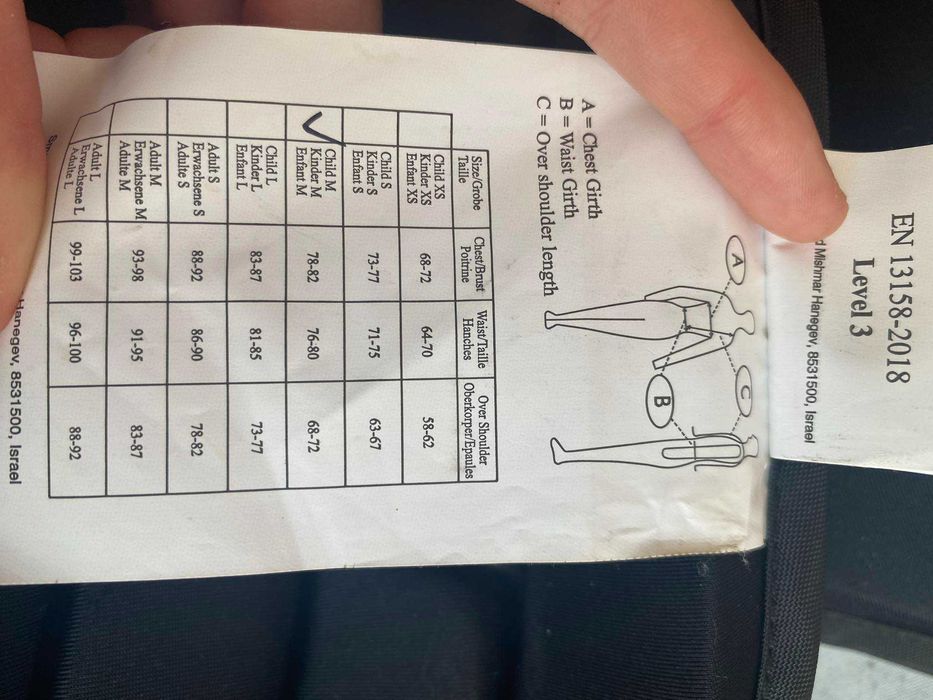 EN 13158-2018
Level 3
d Mishmar Hanegev, 8531500, Israel
A = Chest Girth
B = Waist Girth
C = Over shoulder length
A
C
B
Size/Grobe Chest/Brust Waist/Taille Over Shoulder
Taille Poitrine Hanches Oberkorper/Epaules
Child XS
Kinder XS 68-72 64-70 58-62
Enfant XS
Child S
Kinder S 73-77 71-75 63-67
Enfant S
✓ Child M
Kinder M 78-82 76-80 68-72
Enfant M
Child L
Kinder L 83-87 81-85 73-77
Enfant L
Adult S
Erwachsene S 88-92 86-90 78-82
Adulte S
Adult M
Erwachsene M 93-98 91-95 83-87
Adulte M
Adult L
Erwachsene L 99-103 96-100 88-92
Adulte L
Hanegev, 8531500, Israel